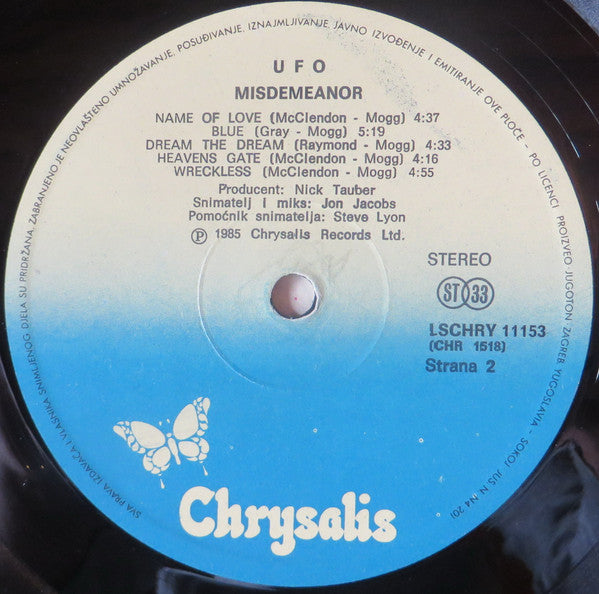 SVA PRAVA IZDAVAČA I VLASNIKA SNIMLJENOG DJELA SU PRIDRŽANA. ZABRANJENO JE NEOVLAŠTENO UMNOŽAVANJE, POSUĐIVANJE, IZNAJMLJIVANJE, JAVNO IZVOĐENJE I EMITIRANJE OVE PLOČE - PO LICENCI PROIZVEO JUGOTON ZAGREB YUGOSLAVIA - SOKOJ JUS N N4 201
UFO
MISDEMEANOR
NAME OF LOVE (McClendon - Mogg) 4:37
BLUE (Gray - Mogg) 5:19
DREAM THE DREAM (Raymond - Mogg) 4:33
HEAVENS GATE (McClendon - Mogg) 4:16
WRECKLESS (McClendon - Mogg) 4:55
Producent: Nick Tauber
Snimatelj i miks: Jon Jacobs
Pomoćnik snimatelja: Steve Lyon
Ⓟ 1985 Chrysalis Records Ltd.
STEREO
ST 33
LSCHRY 11153
(CHR 1518)
Strana 2
Chrysalis